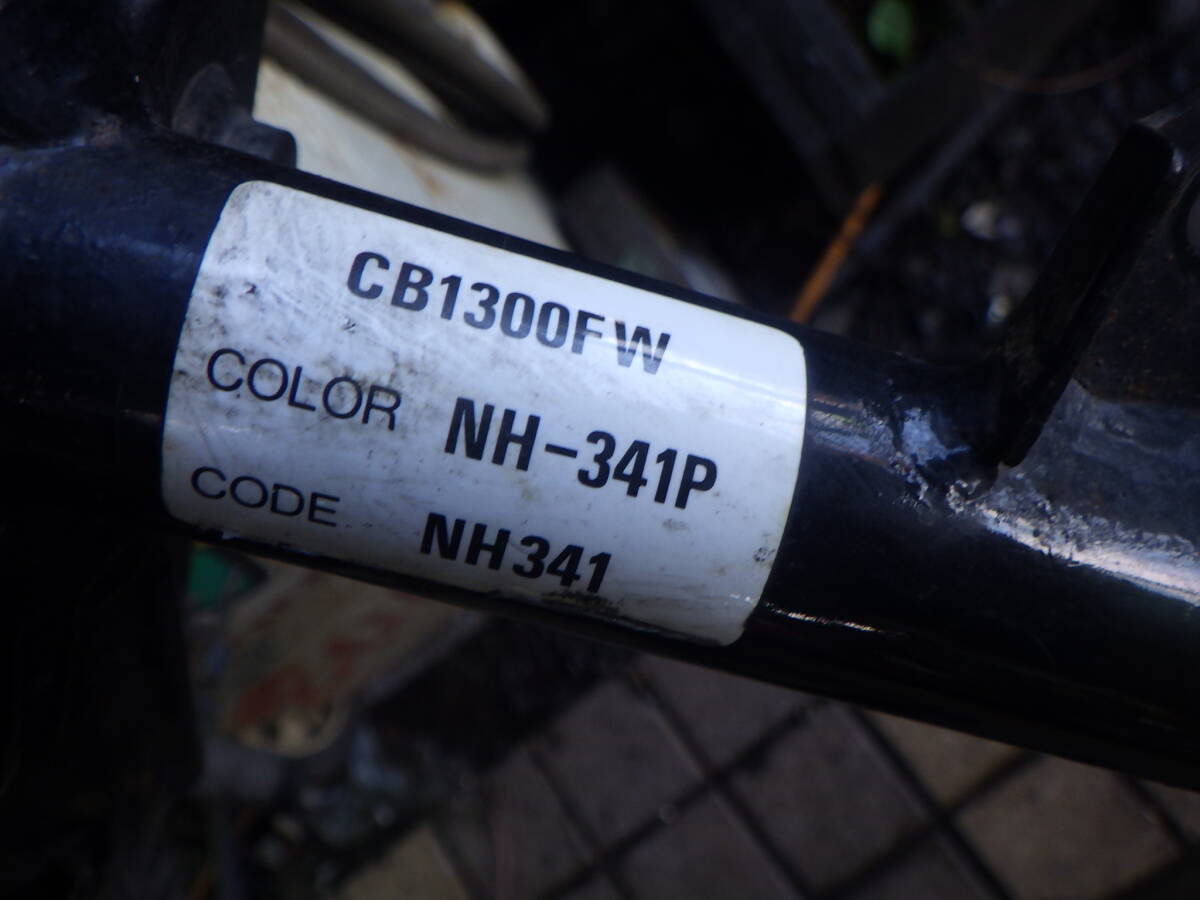 CB1300FW
COLOR NH-341P
CODE NH341